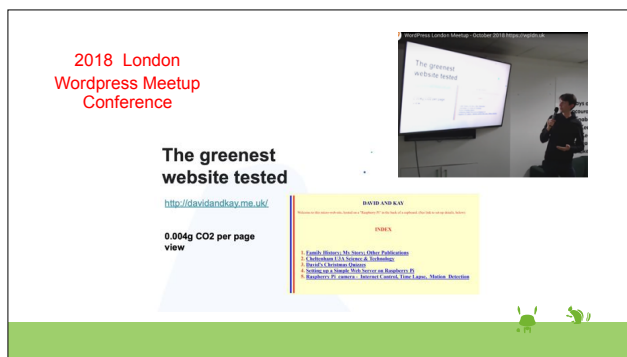 2018 London
Wordpress Meetup
Conference
WordPress London Meetup - October 2018 https://wpldn.uk
The greenest
website tested
The greenest
website tested
http://davidandkay.me.uk/
0.004g CO2 per page
view
DAVID AND KAY
INDEX
1. Family History; My Story; Other Publications
2. Cheltenham U3A Science & Technology
3. David's Christmas Quizzes
4. Setting up a Simple Web Server on Raspberry Pi
5. Raspberry Pi camera - Internet Control, Time Lapse, Motion Detection